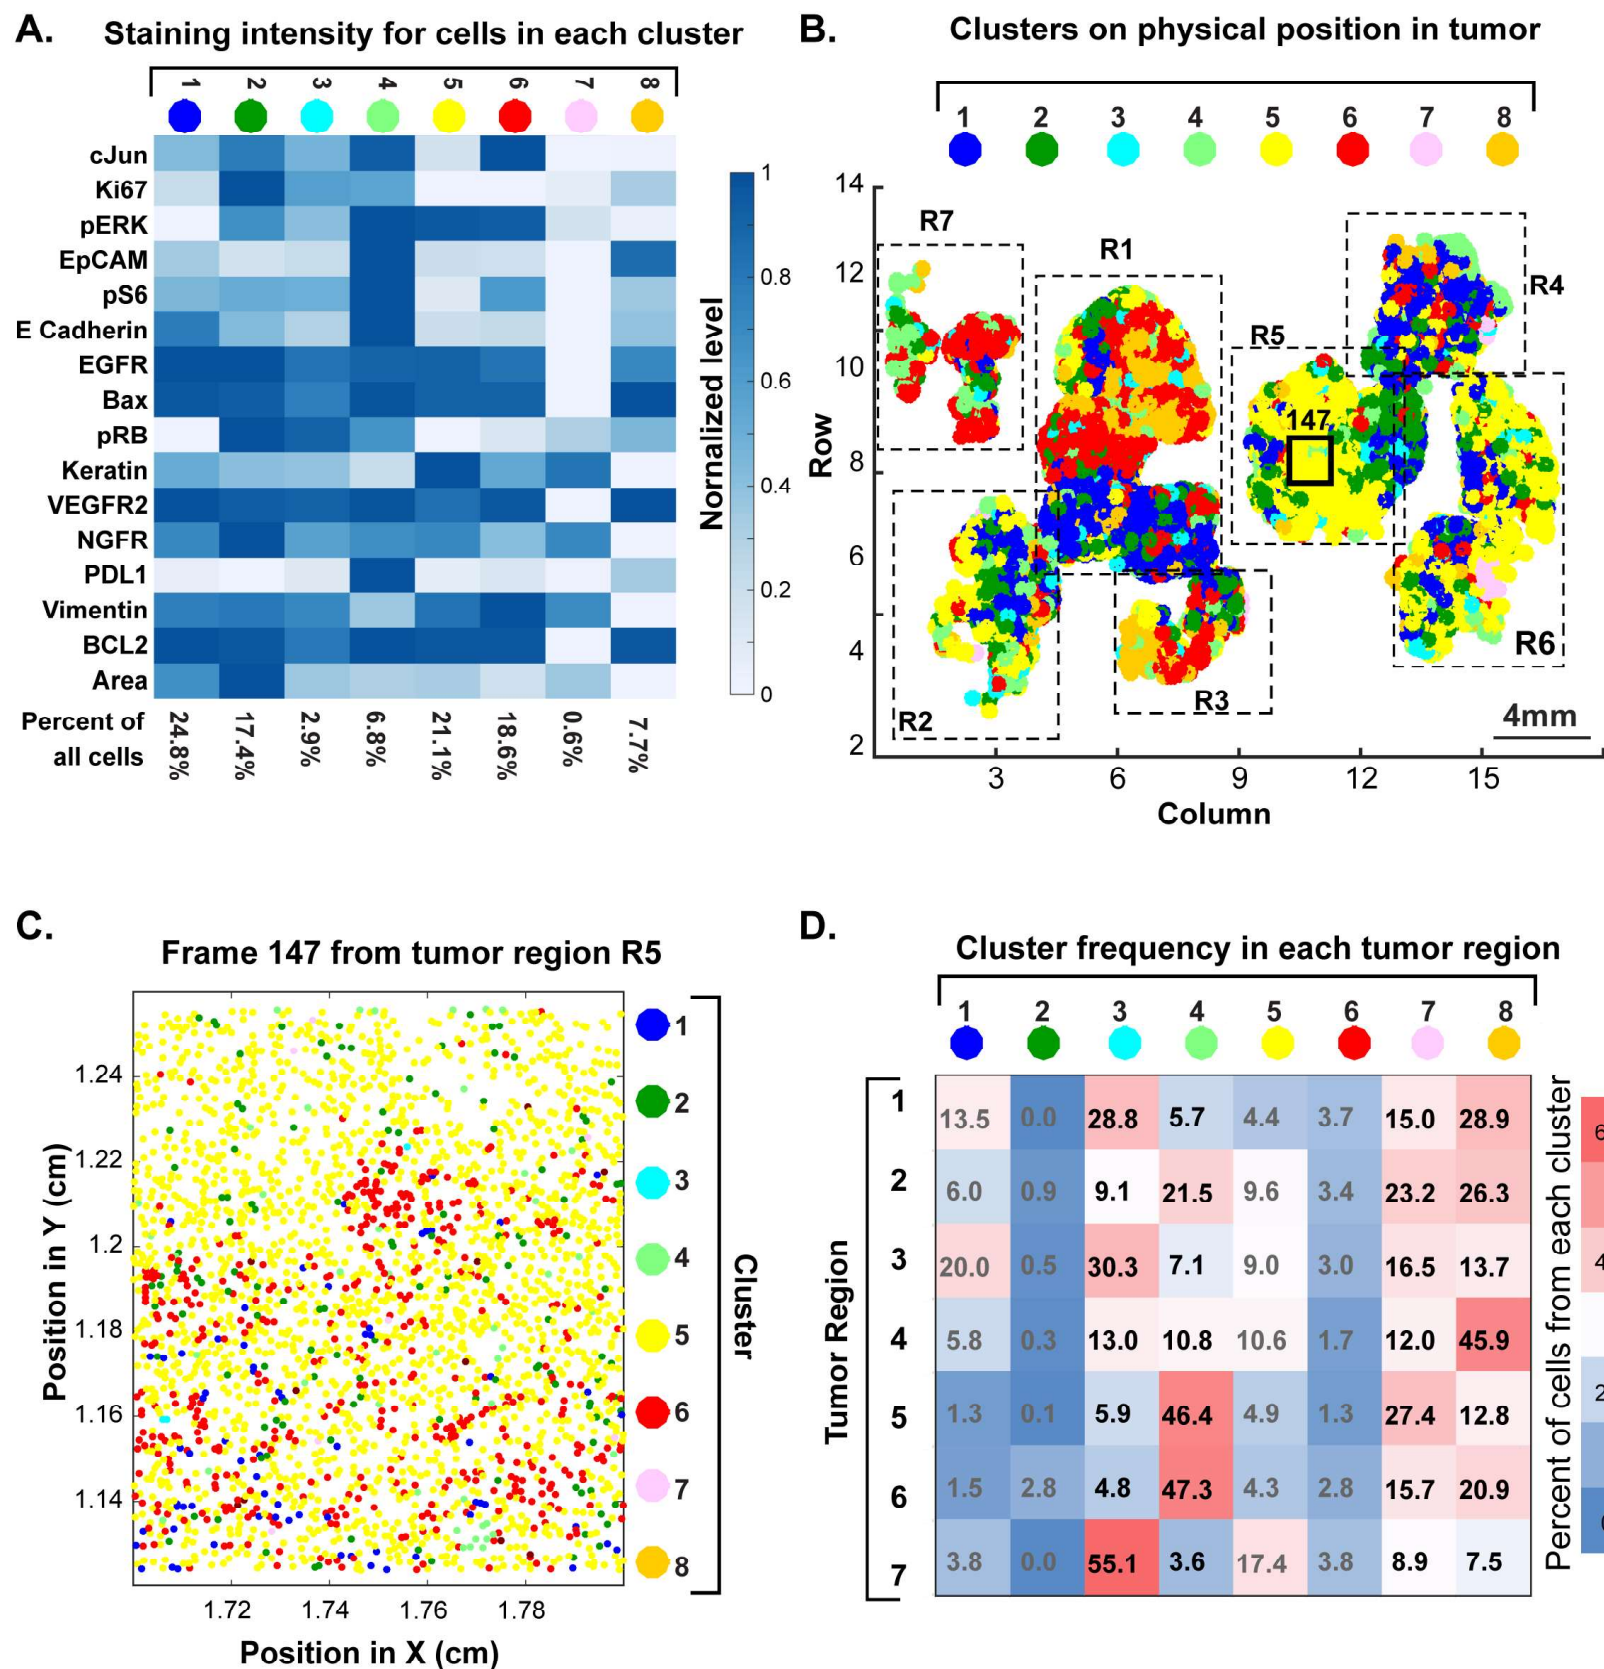 A. Staining intensity for cells in each cluster
1 2 3 4 5 6 7 8
cJun
Ki67
pERK
EpCAM
pS6
E Cadherin
EGFR
Bax
pRB
Keratin
VEGFR2
NGFR
PDL1
Vimentin
BCL2
Area
Percent of
all cells
24.8% 17.4% 2.9% 6.8% 21.1% 18.6% 0.6% 7.7%
1
0.8
0.6
0.4
0.2
0
Nornalized level
B. Clusters on physical position in tumor
1 2 3 4 5 6 7 8
14
12
10
8
6
4
2
Row
R7
R1
R4
R5
147
R6
R2
R3
4mm
3 6 9 12 15
Column
C.
Frame 147 from tumor region R5
1.24
1.22
1.2
1.18
1.16
1.14
Position in Y (cm)
1.72 1.74 1.76 1.78
Position in X (cm)
1
2
3
4
5
6
7
8
Cluster
D.
Cluster frequency in each tumor region
1 2 3 4 5 6 7 8
Tumor Region
1 13.5 0.0 28.8 5.7 4.4 3.7 15.0 28.9
2 6.0 0.9 9.1 21.5 9.6 3.4 23.2 26.3
3 20.0 0.5 30.3 7.1 9.0 3.0 16.5 13.7
4 5.8 0.3 13.0 10.8 10.6 1.7 12.0 45.9
5 1.3 0.1 5.9 46.4 4.9 1.3 27.4 12.8
6 1.5 2.8 4.8 47.3 4.3 2.8 15.7 20.9
7 3.8 0.0 55.1 3.6 17.4 3.8 8.9 7.5
Percent of cells from each cluster